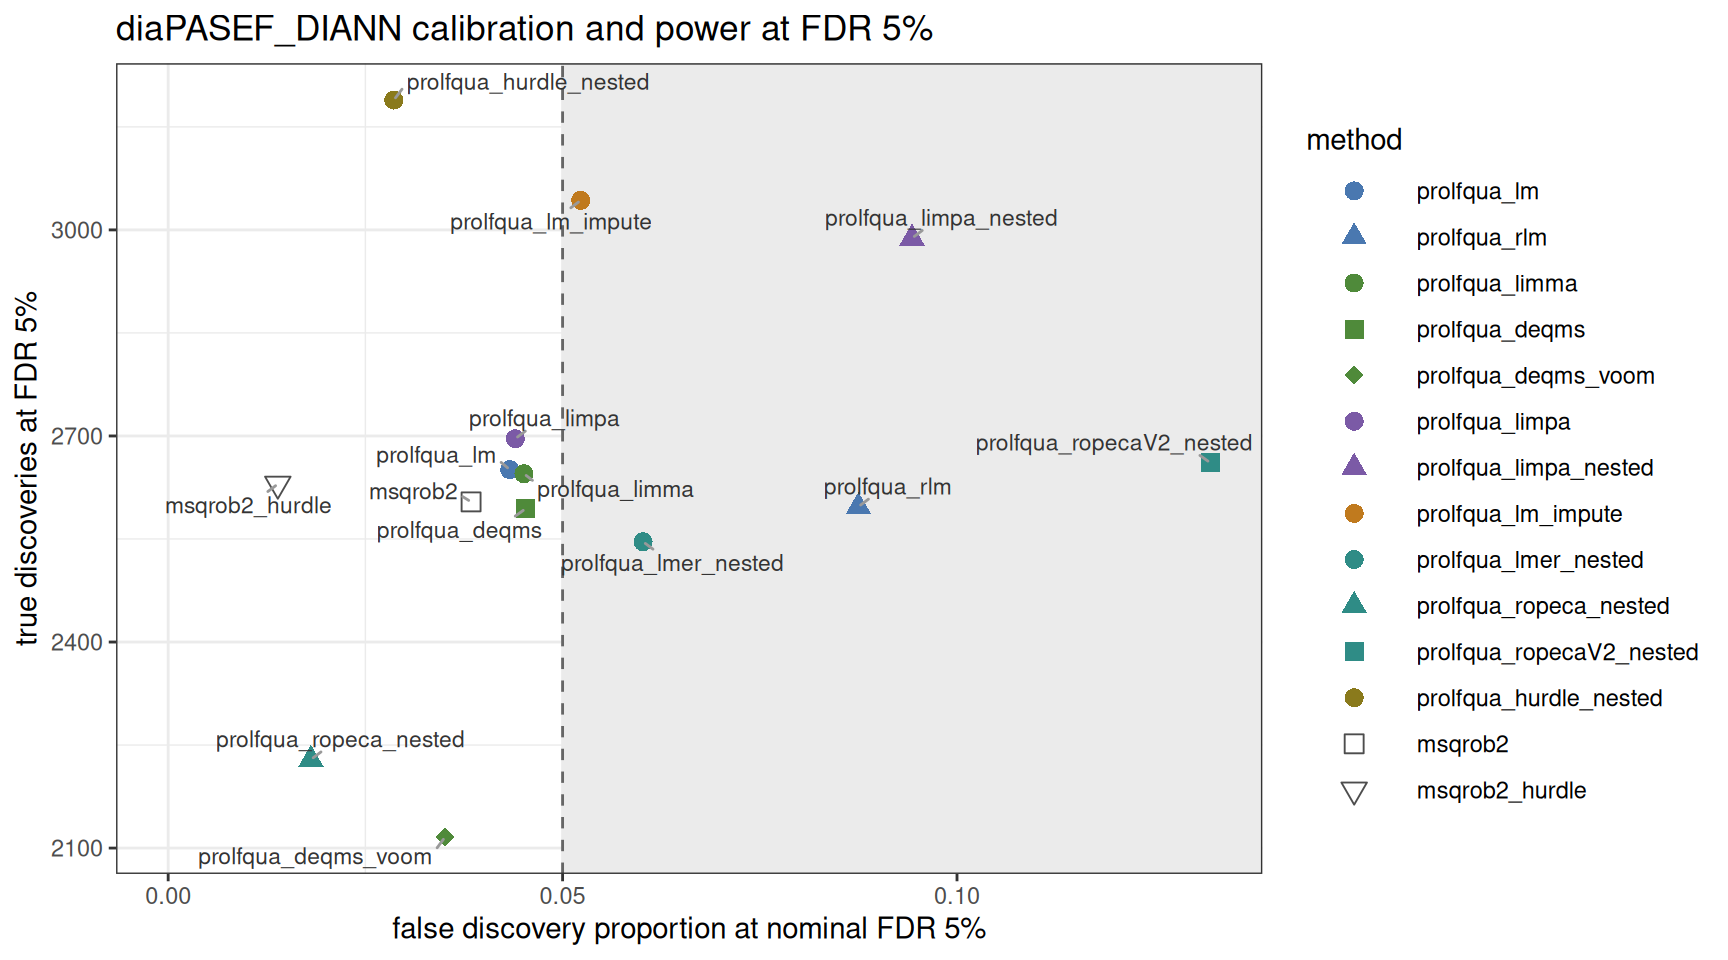 diaPASEF_DIANN calibration and power at FDR 5%
prolfqua_hurdle_nested
prolfqua_lm_impute
prolfqua_limpa_nested
prolfqua_limpa
prolfqua_lm
prolfqua_ropecaV2_nested
msqrob2
prolfqua_limma
prolfqua_rlm
msqrob2_hurdle
prolfqua_deqms
prolfqua_lmer_nested
prolfqua_ropeca_nested
prolfqua_deqms_voom
true discoveries at FDR 5%
3000
2700
2400
2100
0.00
0.05
0.10
false discovery proportion at nominal FDR 5%
method
prolfqua_lm
prolfqua_rlm
prolfqua_limma
prolfqua_deqms
prolfqua_deqms_voom
prolfqua_limpa
prolfqua_limpa_nested
prolfqua_lm_impute
prolfqua_lmer_nested
prolfqua_ropeca_nested
prolfqua_ropecaV2_nested
prolfqua_hurdle_nested
msqrob2
msqrob2_hurdle